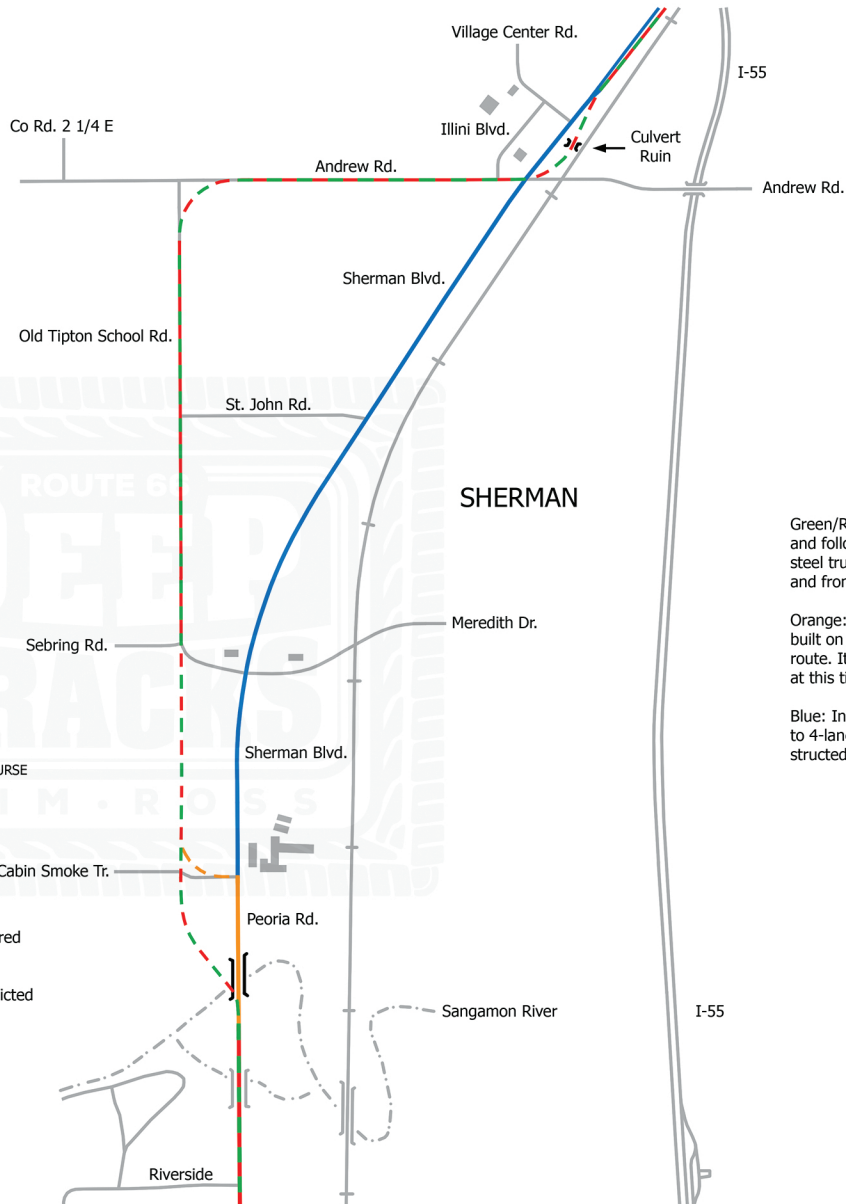 Village Center Rd.
I-55
Co Rd. 2 1/4 E
Illini Blvd.
Culvert
Ruin
Andrew Rd.
Andrew Rd.
Sherman Blvd.
Old Tipton School Rd.
St. John Rd.
ROUTE 6
DEEP
TRACKS
SHERMAN
Green/R
and follo
steel tru
and fron
Orange:
built on
route. It
at this ti
Blue: In
to 4-lane
structed
Meredith Dr.
Sebring Rd.
Sherman Blvd.
URSE
IM · ROSS
Cabin Smoke Tr.
Peoria Rd.
red
icted
Sangamon River
I-55
Riverside